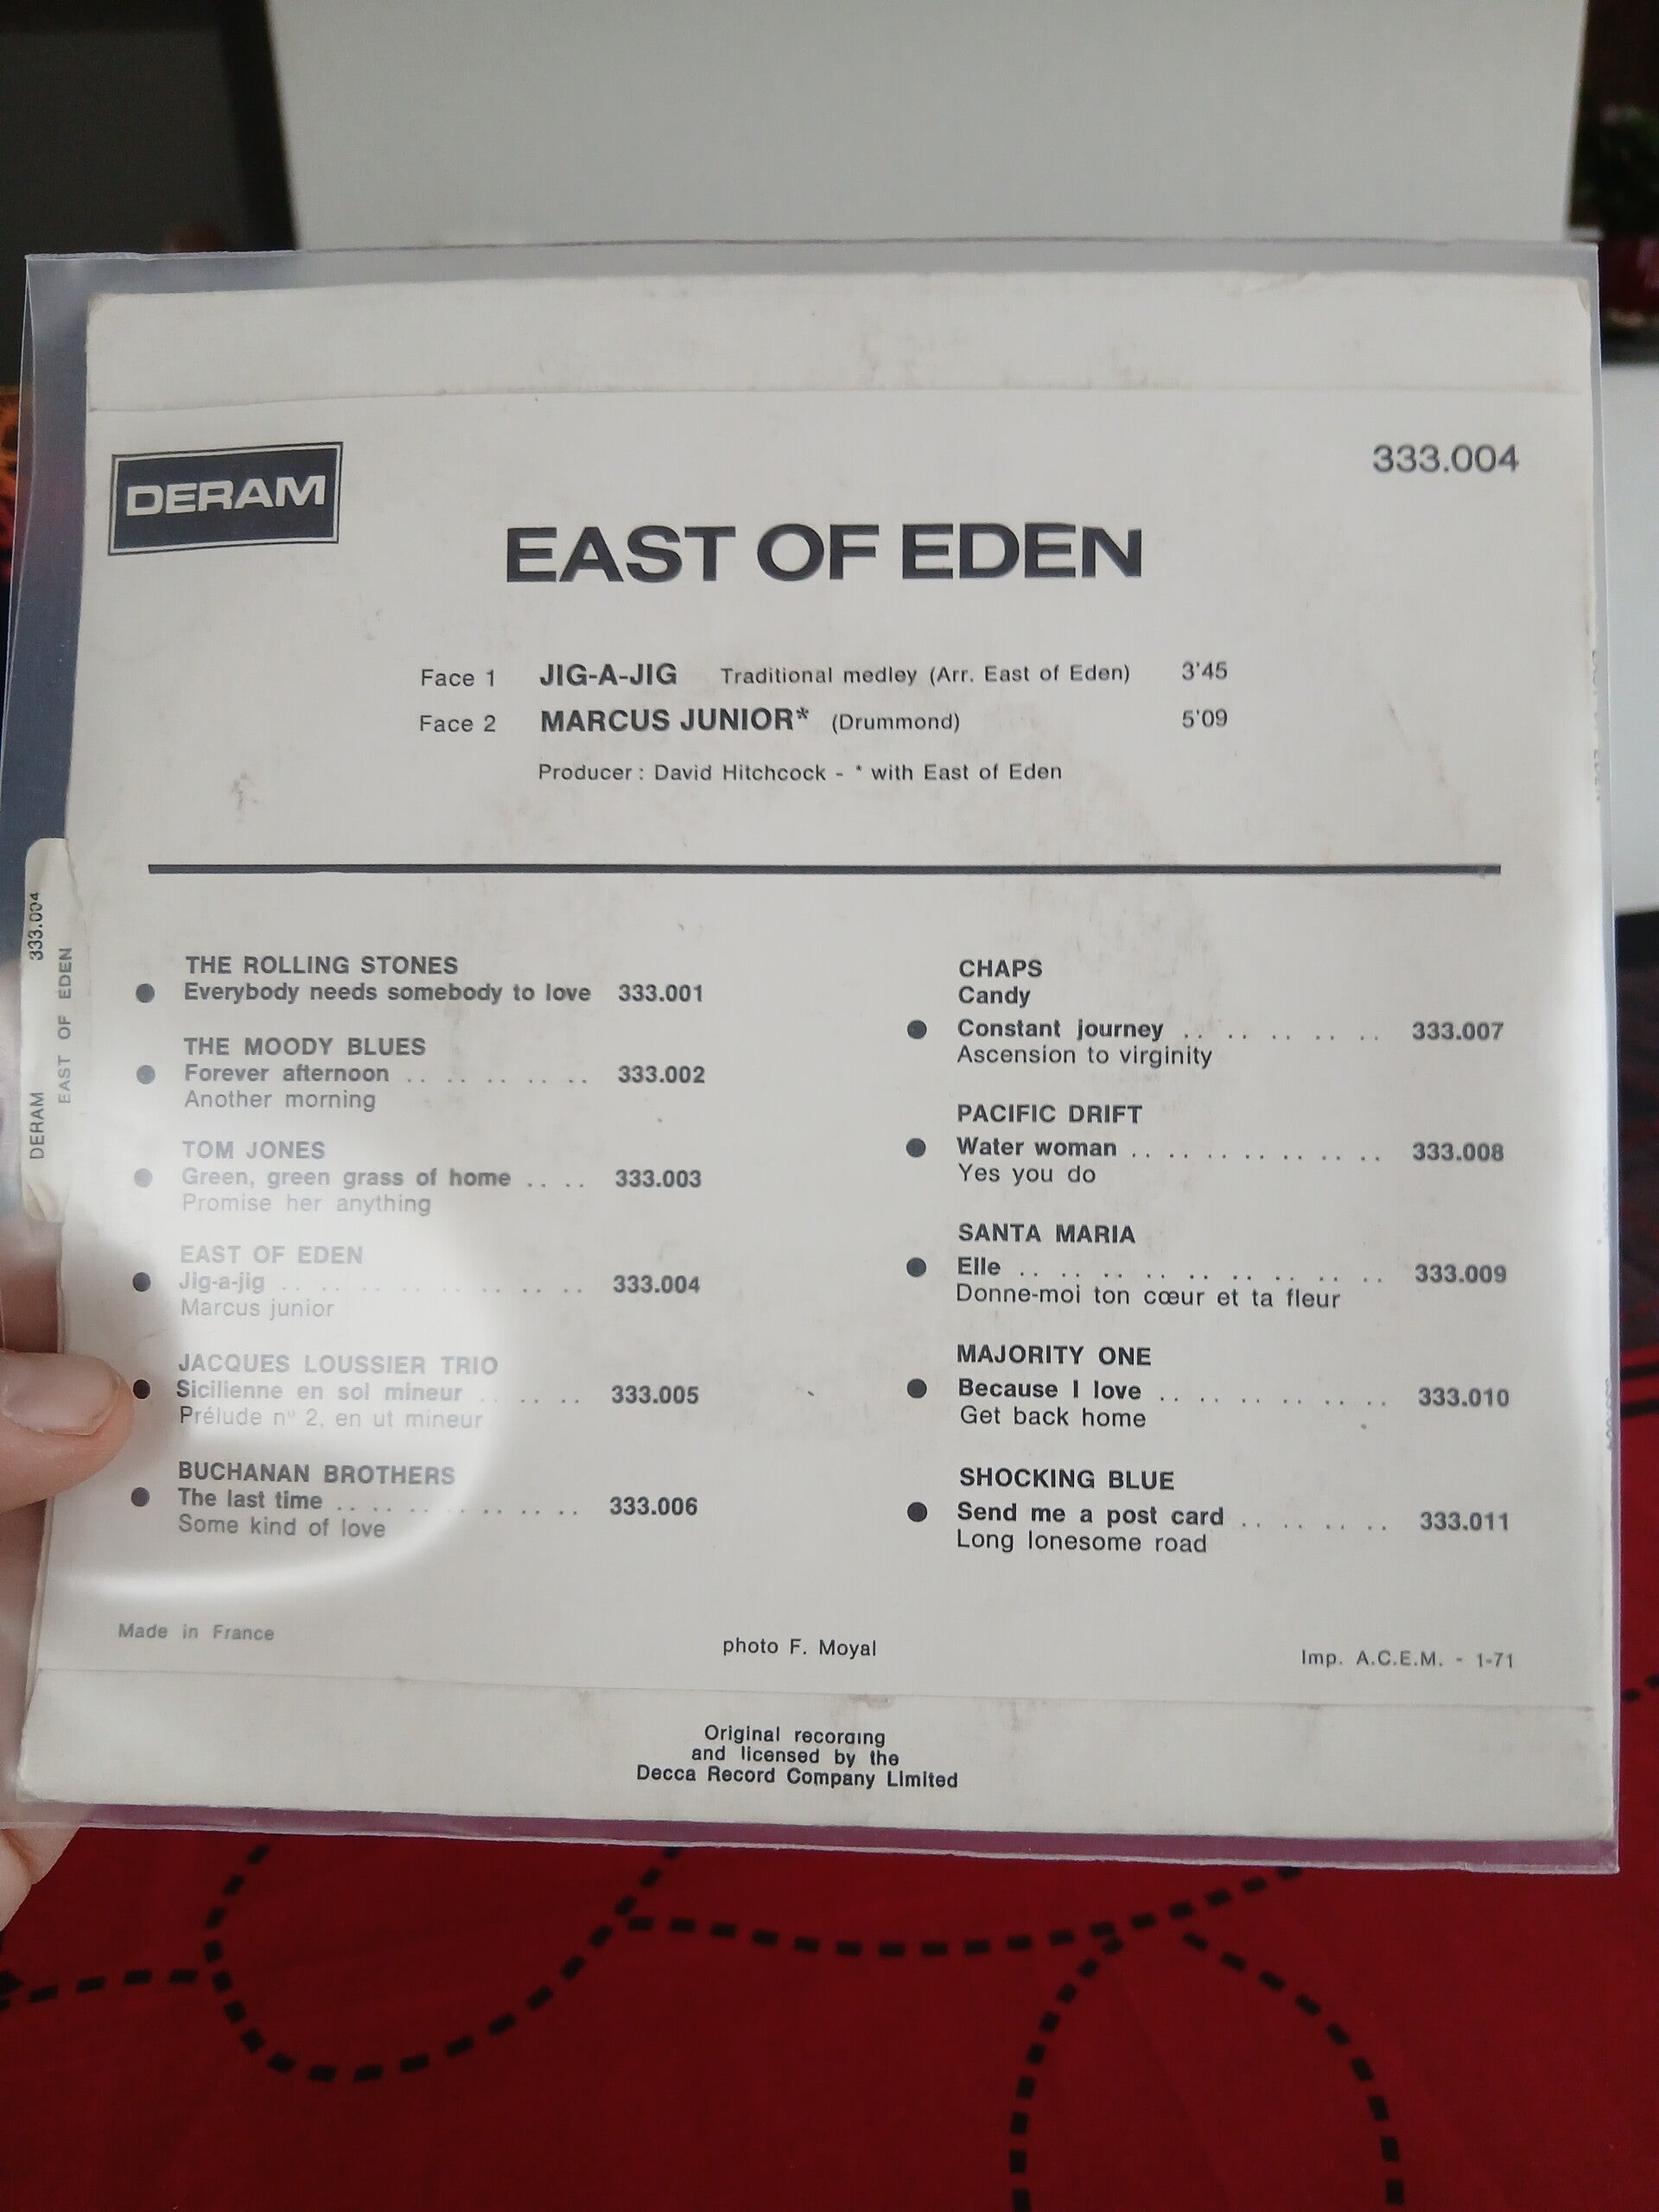 DERAM
333.004
EAST OF EDEN
Face 1 JIG-A-JIG Traditional medley (Arr. East of Eden) 3'45
Face 2 MARCUS JUNIOR* (Drummond) 5'09
Producer : David Hitchcock - * with East of Eden
THE ROLLING STONES
● Everybody needs somebody to love 333.001
THE MOODY BLUES
● Forever afternoon .. .. .. .. .. 333.002
Another morning
TOM JONES
● Green, green grass of home .. .. 333.003
Promise her anything
EAST OF EDEN
● Jig-a-jig .. .. .. .. .. .. .. .. 333.004
Marcus junior
JACQUES LOUSSIER TRIO
● Sicilienne en sol mineur .. .. .. 333.005
Prélude n° 2, en ut mineur
BUCHANAN BROTHERS
● The last time .. .. .. .. .. .. 333.006
Some kind of love
CHAPS
Candy
● Constant journey .. .. .. .. .. 333.007
Ascension to virginity
PACIFIC DRIFT
● Water woman .. .. .. .. .. .. .. 333.008
Yes you do
SANTA MARIA
● Elle .. .. .. .. .. .. .. .. .. 333.009
Donne-moi ton cœur et ta fleur
MAJORITY ONE
● Because I love .. .. .. .. .. .. 333.010
Get back home
SHOCKING BLUE
● Send me a post card .. .. .. .. 333.011
Long lonesome road
Made in France
photo F. Moyal
Imp. A.C.E.M. - 1-71
Original recording
and licensed by the
Decca Record Company Limited
DERAM 333.004
EAST OF EDEN